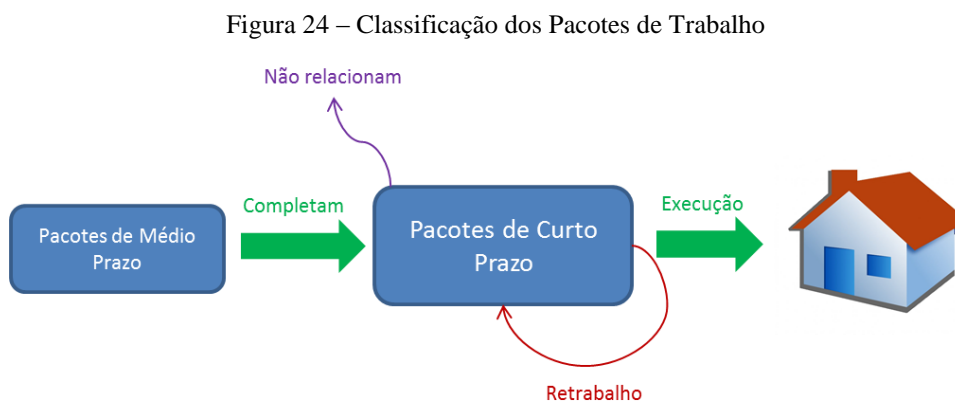 Figura 24 – Classificação dos Pacotes de Trabalho
Não relacionam
Completam
Execução
Pacotes de Médio
Prazo
Pacotes de Curto
Prazo
Retrabalho